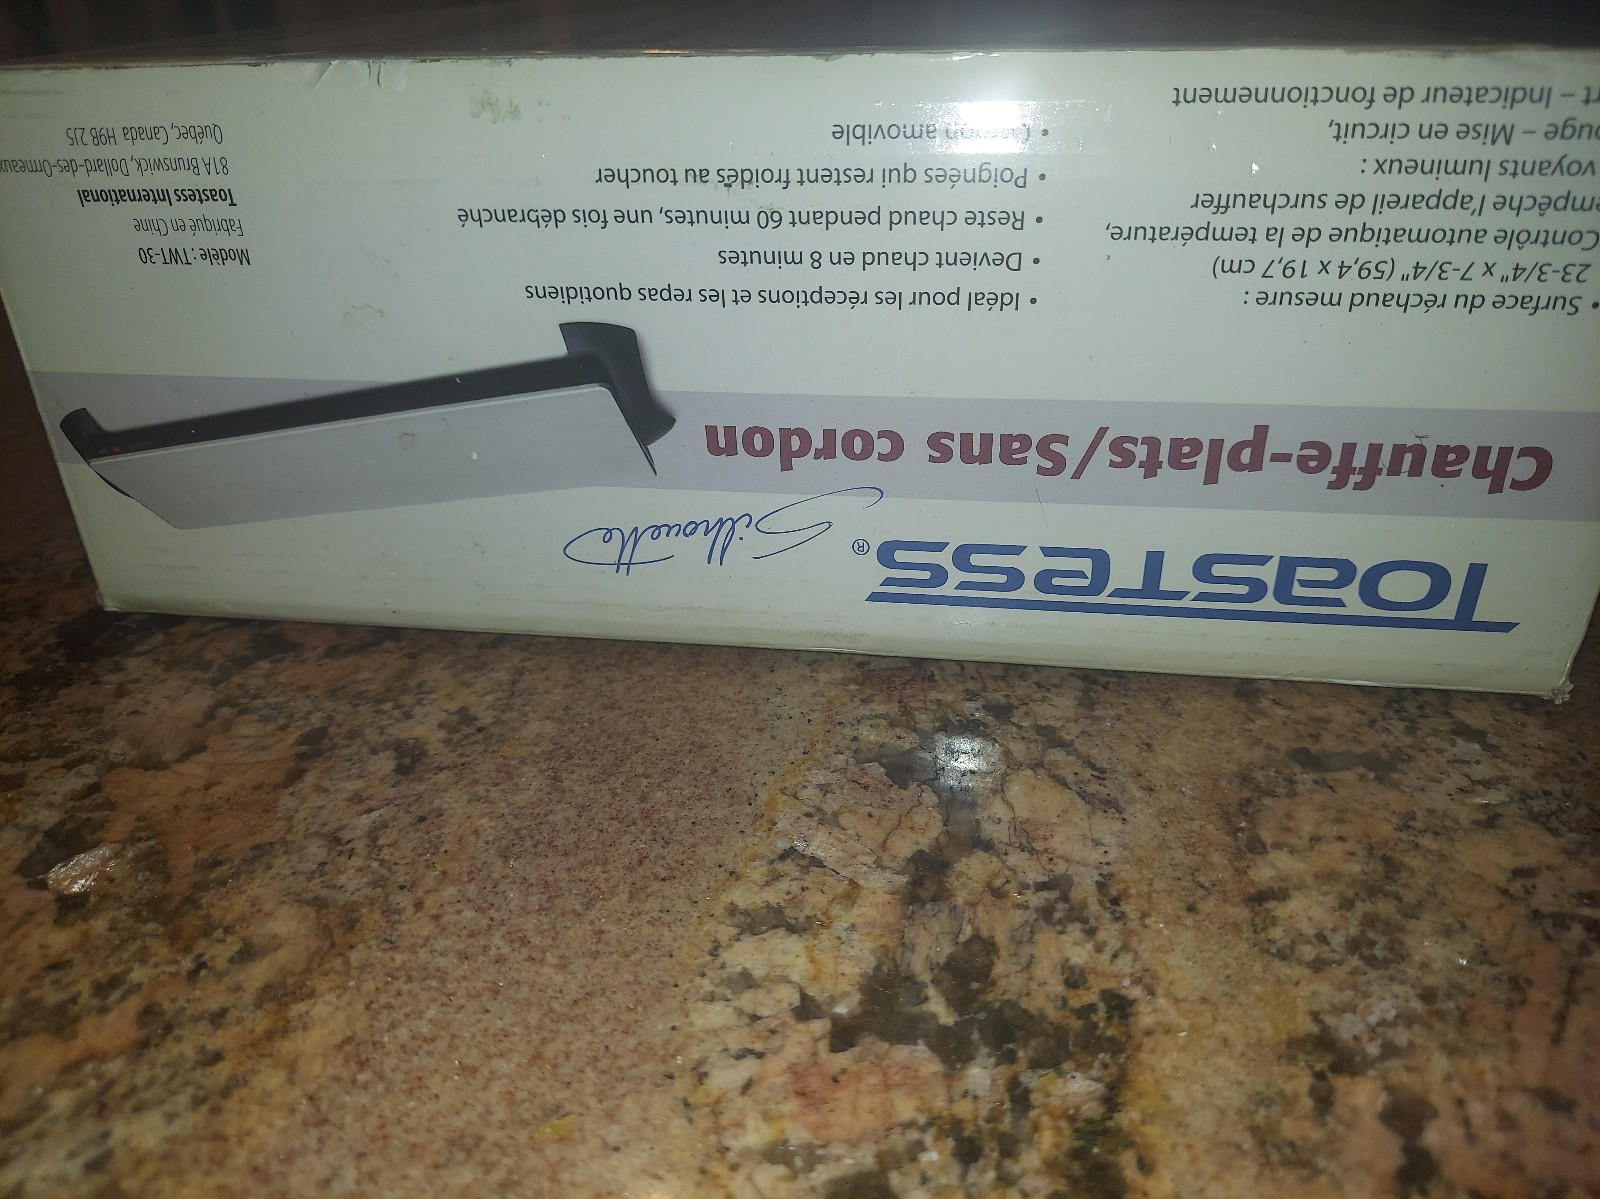 TOASTESS® Silhouette
Chauffe-plats/Sans cordon
• Surface du réchaud mesure :
23-3/4" x 7-3/4" (59,4 x 19,7 cm)
Contrôle automatique de la température,
l'appareil de surchauffer
voyants lumineux :
– Mise en circuit,
– Indicateur de fonctionnement
• Idéal pour les réceptions et les repas quotidiens
• Devient chaud en 8 minutes
• Reste chaud pendant 60 minutes, une fois débranché
• Poignées qui restent froides au toucher
• amovible
Modèle : TWT-30
Fabriqué en Chine
Toastess International
81A Brunswick, Dollard-des-Ormeaux
Québec, Canada H9B 2J5